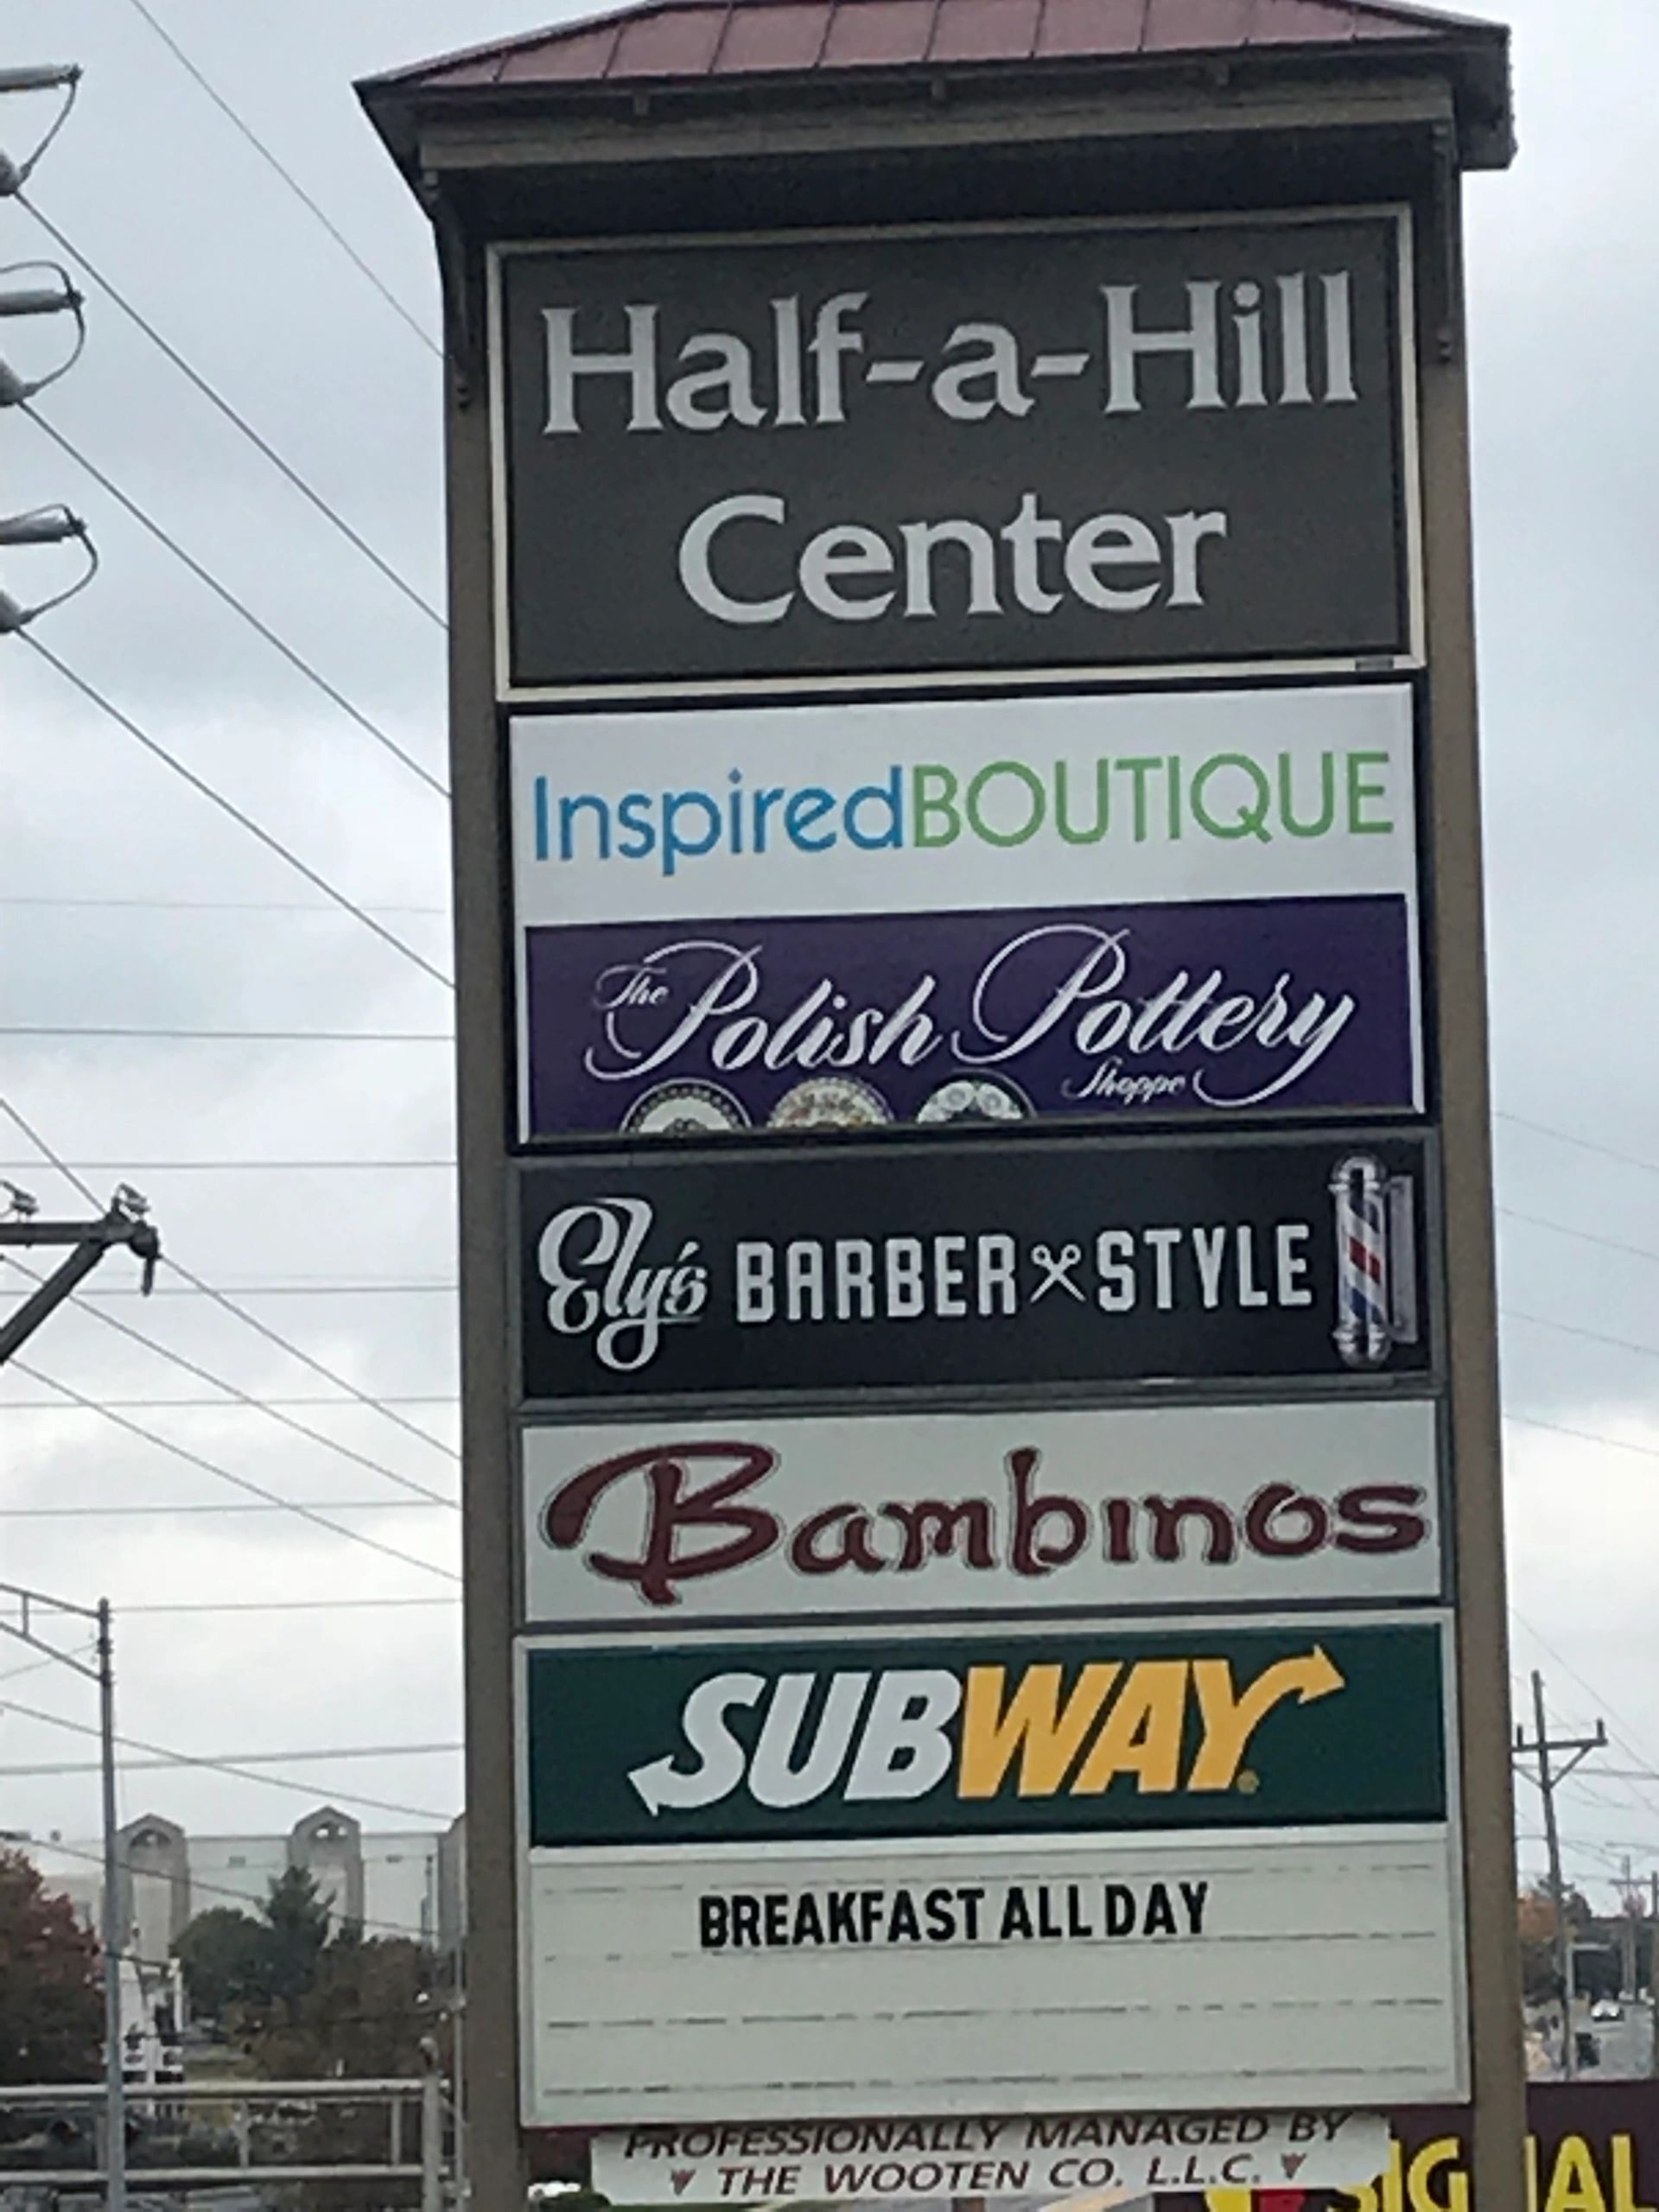 Half-a-Hill
Center
InspiredBOUTIQUE
The Polish Pottery
Shoppe
Ely's BARBER STYLE
Bambinos
SUBWAY
BREAKFAST ALL DAY
PROFESSIONALLY MANAGED BY
THE WOOTEN CO. L.L.C.